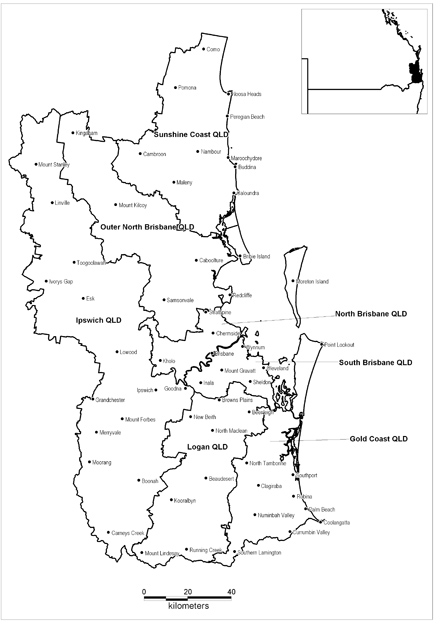 Como
Pomona
Noosa Heads
Peregian Beach
Sunshine Coast QLD
Kingaham
Cambroon
Nambour
Maroochydore
Buddina
Mount Stanley
Maleny
Caloundra
Linville
Mount Kilcoy
Outer North Brisbane QLD
Toogoolawah
Caboolture
Bribie Island
Ivorys Gap
Moreton Island
Esk
Samsonvale
Redcliffe
Strathpine
North Brisbane QLD
Ipswich QLD
Chermside
Point Lookout
Lowood
Brisbane
Wynnum
Kholo
South Brisbane QLD
Mount Gravatt
Cleveland
Ipswich
Goodna
Inala
Sheldon
Grandchester
Browns Plains
Mount Forbes
New Beith
Beenleigh
Merryvale
North Maclean
Gold Coast QLD
Logan QLD
Moorang
North Tamborine
Boonah
Beaudesert
Southport
Clagiraba
Kooralbyn
Robina
Numinbah Valley
Palm Beach
Coolangatta
Carneys Creek
Currumbin Valley
Mount Lindesay
Running Creek
Southern Lamington
0 20 40
kilometers